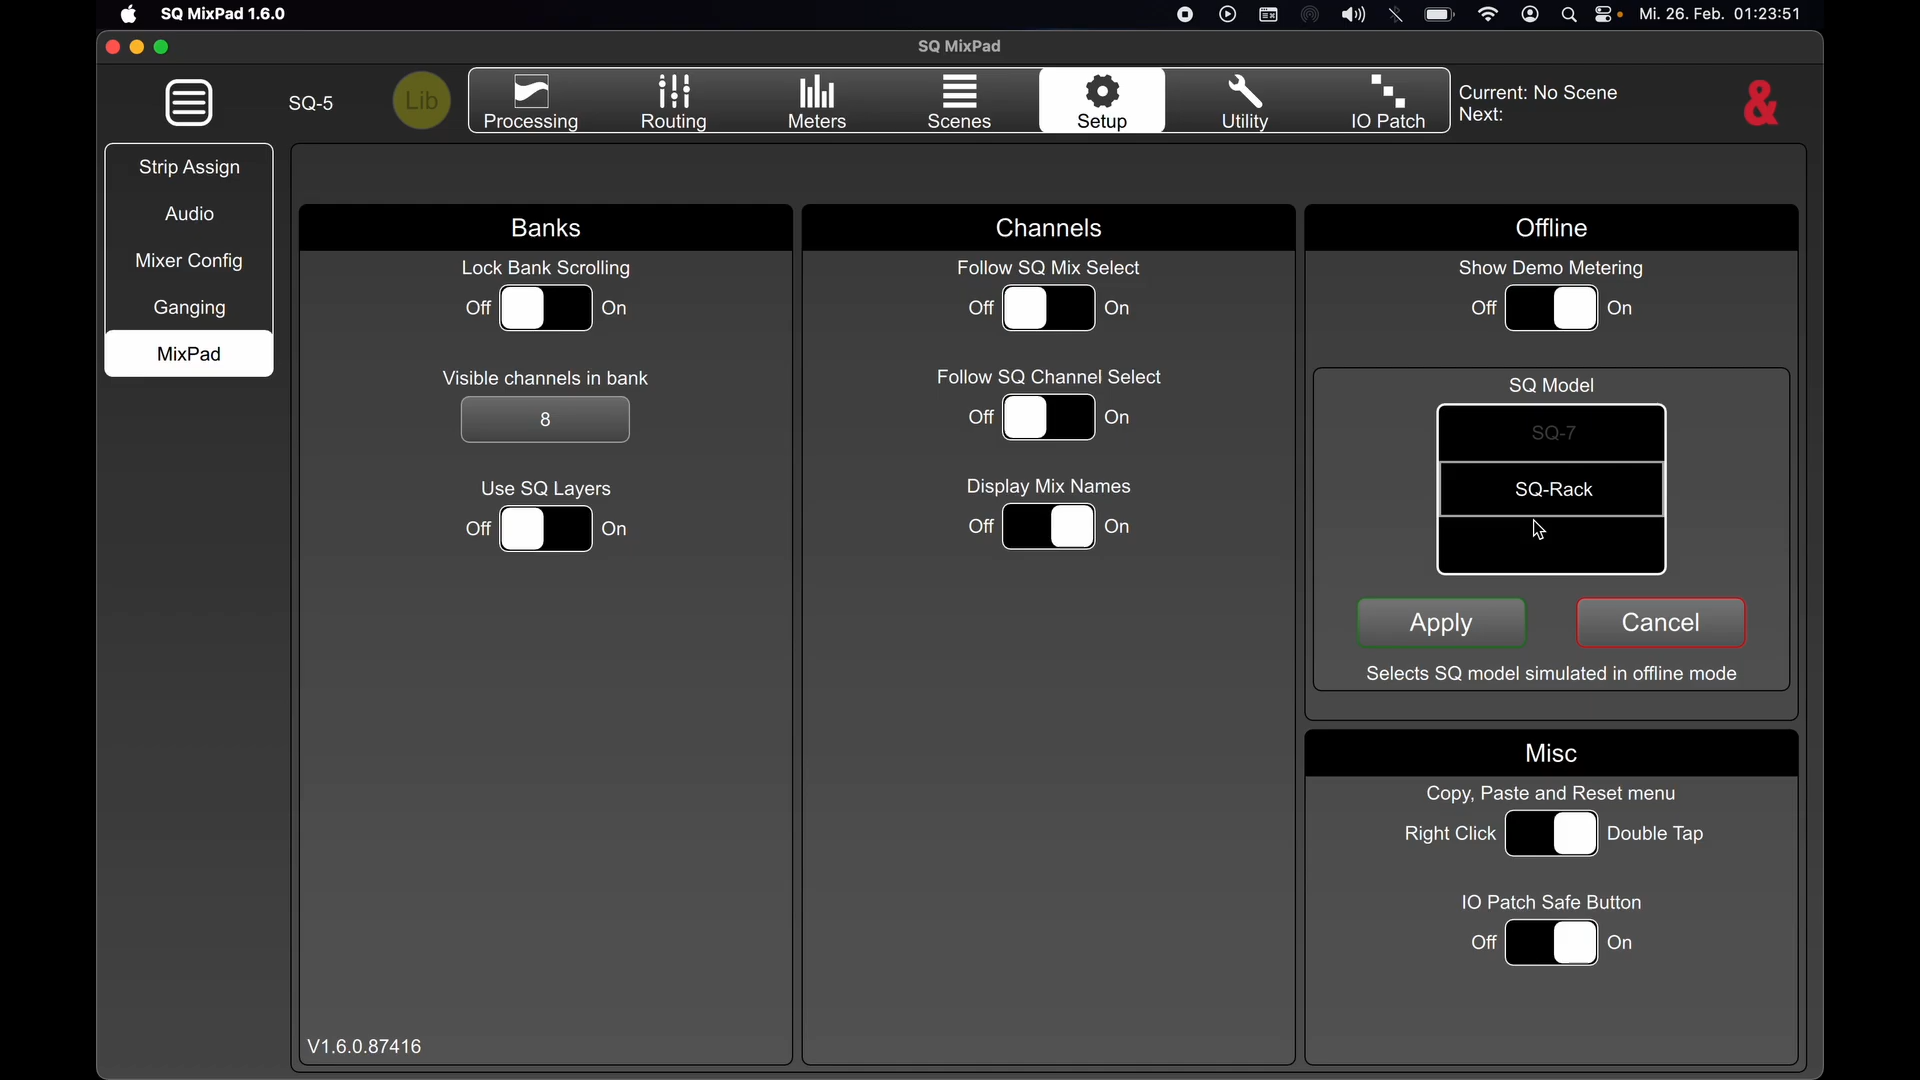 SQ MixPad 1.6.0
Mi. 26. Feb. 01:23:51
SQ MixPad
SQ-5
Lib
Processing
Routing
Meters
Scenes
Setup
Utility
IO Patch
Current: No Scene
Next:
&
Strip Assign
Audio
Mixer Config
Ganging
MixPad
Banks
Lock Bank Scrolling
Off On
Visible channels in bank
8
Use SQ Layers
Off On
V1.6.0.87416
Channels
Follow SQ Mix Select
Off On
Follow SQ Channel Select
Off On
Display Mix Names
Off On
Offline
Show Demo Metering
Off On
SQ Model
SQ-7
SQ-Rack
Apply Cancel
Selects SQ model simulated in offline mode
Misc
Copy, Paste and Reset menu
Right Click Double Tap
IO Patch Safe Button
Off On